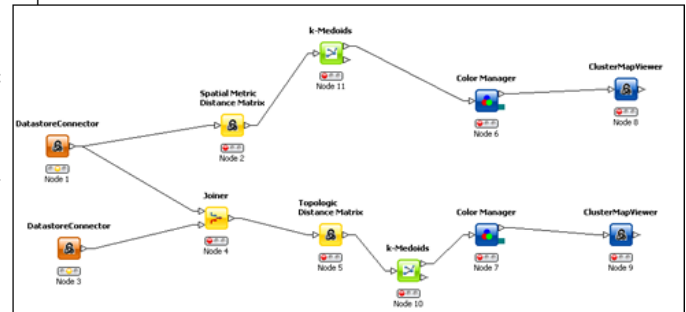 k-Medoids
Node 11
Color Manager
Node 6
ClusterMapViewer
Node 8
Spatial Metric
Distance Matrix
Node 2
DatastoreConnector
Node 1
Joiner
Node 4
Topologic
Distance Matrix
Node 5
Color Manager
Node 7
ClusterMapViewer
Node 9
DatastoreConnector
Node 3
k-Medoids
Node 10